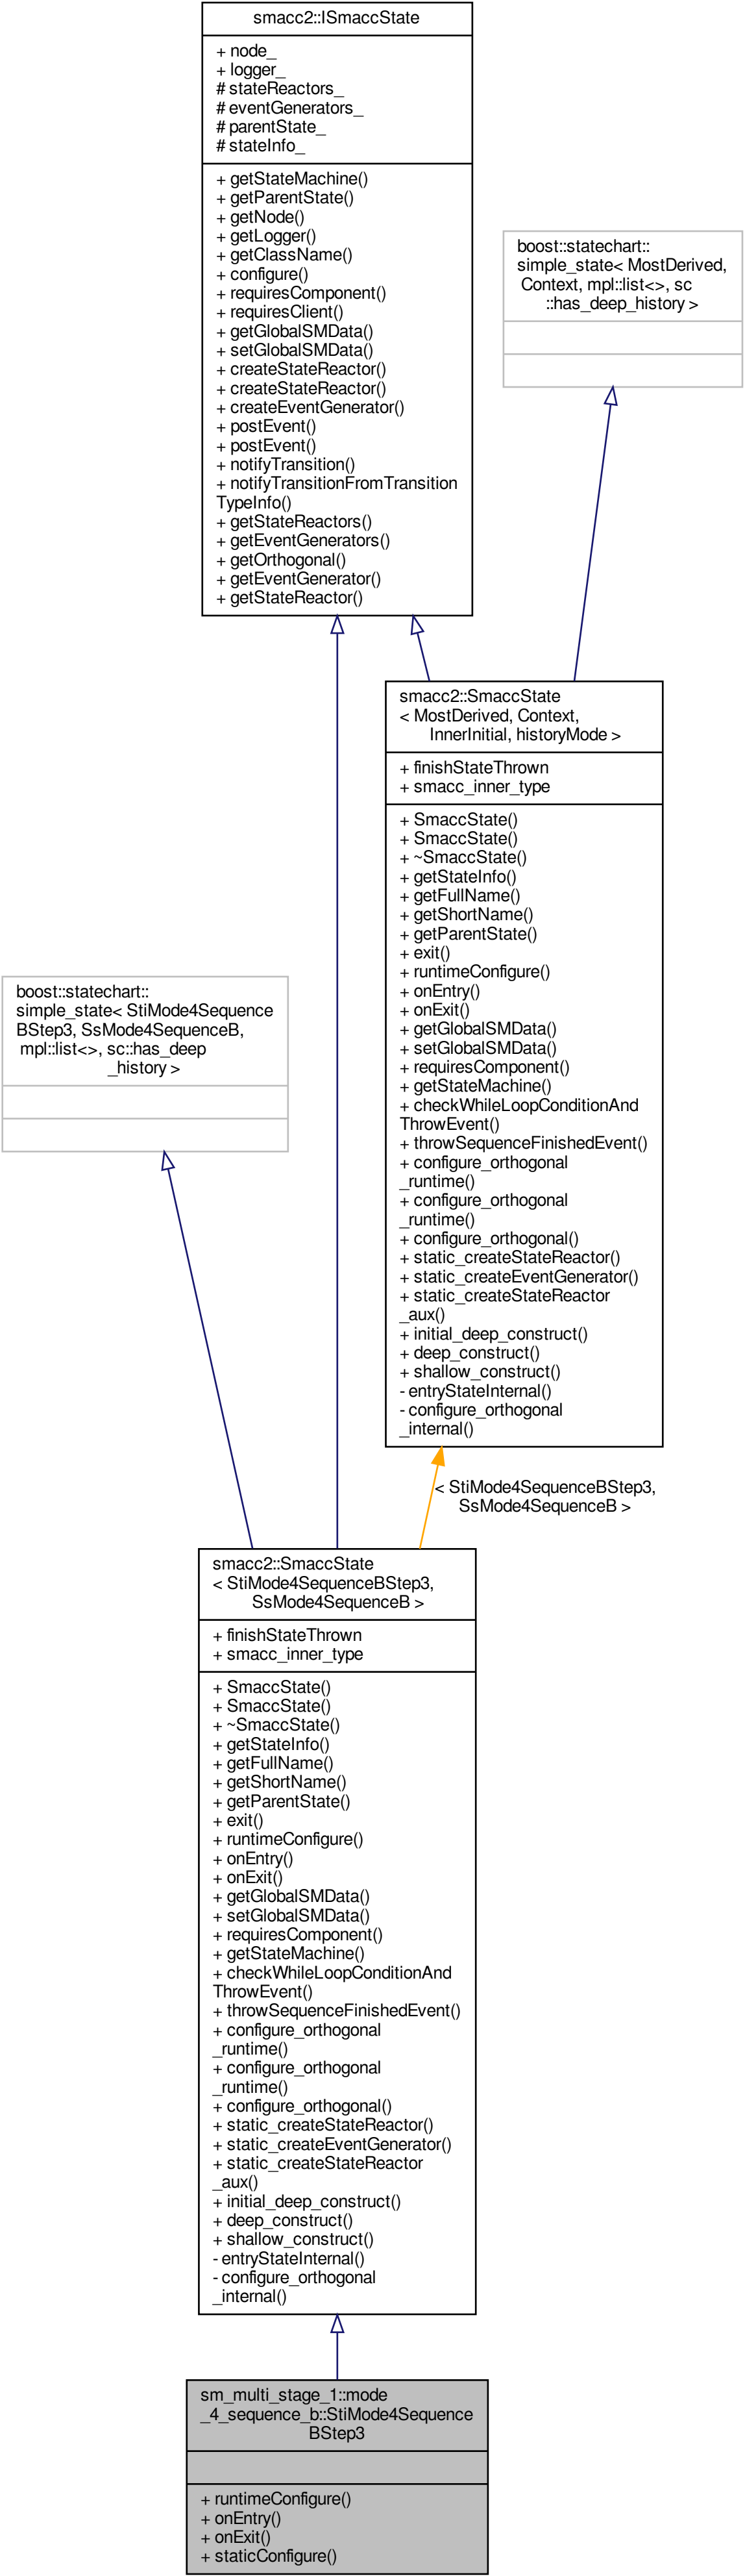 smacc2::ISmaccState
+ node_
+ logger_
# stateReactors_
# eventGenerators_
# parentState_
# stateInfo_
+ getStateMachine()
+ getParentState()
+ getNode()
+ getLogger()
+ getClassName()
+ configure()
+ requiresComponent()
+ requiresClient()
+ getGlobalSMData()
+ setGlobalSMData()
+ createStateReactor()
+ createStateReactor()
+ createEventGenerator()
+ postEvent()
+ postEvent()
+ notifyTransition()
+ notifyTransitionFromTransition
TypeInfo()
+ getStateReactors()
+ getEventGenerators()
+ getOrthogonal()
+ getEventGenerator()
+ getStateReactor()
boost::statechart::
simple_state< MostDerived,
Context, mpl::list<>, sc
::has_deep_history >
smacc2::SmaccState
< MostDerived, Context,
InnerInitial, historyMode >
+ finishStateThrown
+ smacc_inner_type
+ SmaccState()
+ SmaccState()
+ ~SmaccState()
+ getStateInfo()
+ getFullName()
+ getShortName()
+ getParentState()
+ exit()
+ runtimeConfigure()
+ onEntry()
+ onExit()
+ getGlobalSMData()
+ setGlobalSMData()
+ requiresComponent()
+ getStateMachine()
+ checkWhileLoopConditionAnd
ThrowEvent()
+ throwSequenceFinishedEvent()
+ configure_orthogonal
_runtime()
+ configure_orthogonal
_runtime()
+ configure_orthogonal()
+ static_createStateReactor()
+ static_createEventGenerator()
+ static_createStateReactor
_aux()
+ initial_deep_construct()
+ deep_construct()
+ shallow_construct()
- entryStateInternal()
- configure_orthogonal
_internal()
boost::statechart::
simple_state< StiMode4Sequence
BStep3, SsMode4SequenceB,
mpl::list<>, sc::has_deep
_history >
< StiMode4SequenceBStep3,
SsMode4SequenceB >
smacc2::SmaccState
< StiMode4SequenceBStep3,
SsMode4SequenceB >
+ finishStateThrown
+ smacc_inner_type
+ SmaccState()
+ SmaccState()
+ ~SmaccState()
+ getStateInfo()
+ getFullName()
+ getShortName()
+ getParentState()
+ exit()
+ runtimeConfigure()
+ onEntry()
+ onExit()
+ getGlobalSMData()
+ setGlobalSMData()
+ requiresComponent()
+ getStateMachine()
+ checkWhileLoopConditionAnd
ThrowEvent()
+ throwSequenceFinishedEvent()
+ configure_orthogonal
_runtime()
+ configure_orthogonal
_runtime()
+ configure_orthogonal()
+ static_createStateReactor()
+ static_createEventGenerator()
+ static_createStateReactor
_aux()
+ initial_deep_construct()
+ deep_construct()
+ shallow_construct()
- entryStateInternal()
- configure_orthogonal
_internal()
sm_multi_stage_1::mode
_4_sequence_b::StiMode4Sequence
BStep3
+ runtimeConfigure()
+ onEntry()
+ onExit()
+ staticConfigure()